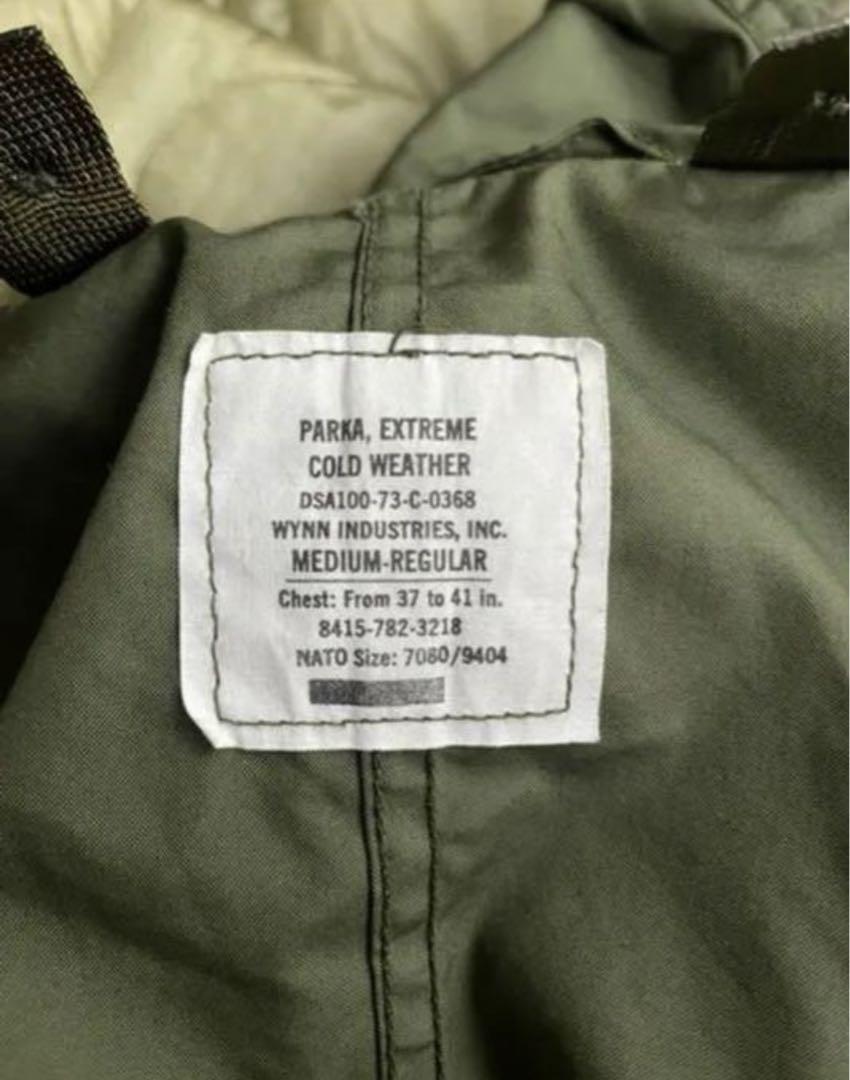 PARKA, EXTREME
COLD WEATHER
DSA100-73-C-0368
WYNN INDUSTRIES, INC.
MEDIUM-REGULAR
Chest: From 37 to 41 in.
8415-782-3218
NATO Size: 7080/9404